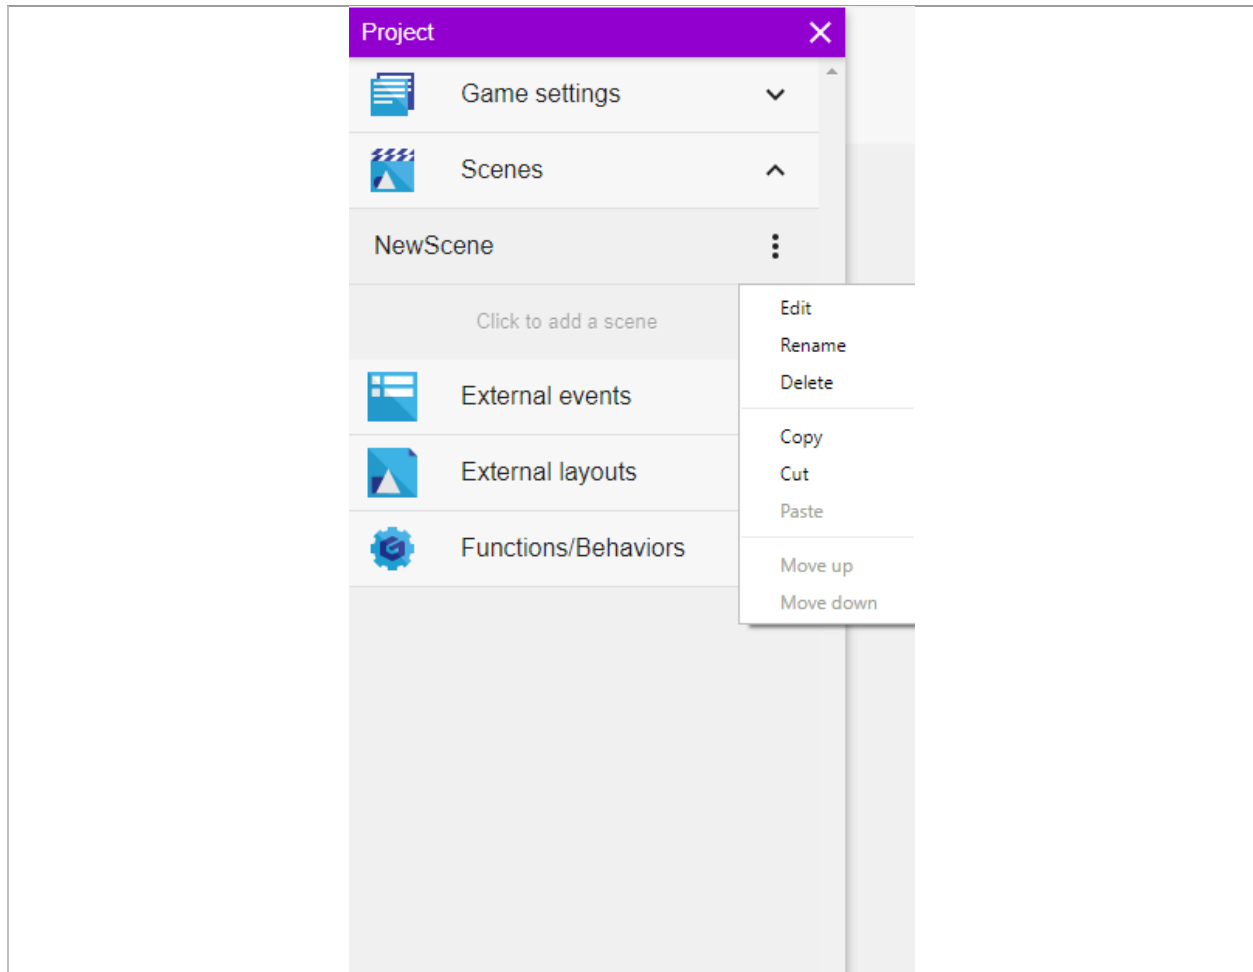 Project
Game settings
Scenes
NewScene
Click to add a scene
External events
External layouts
Functions/Behaviors
Edit
Rename
Delete
Copy
Cut
Paste
Move up
Move down